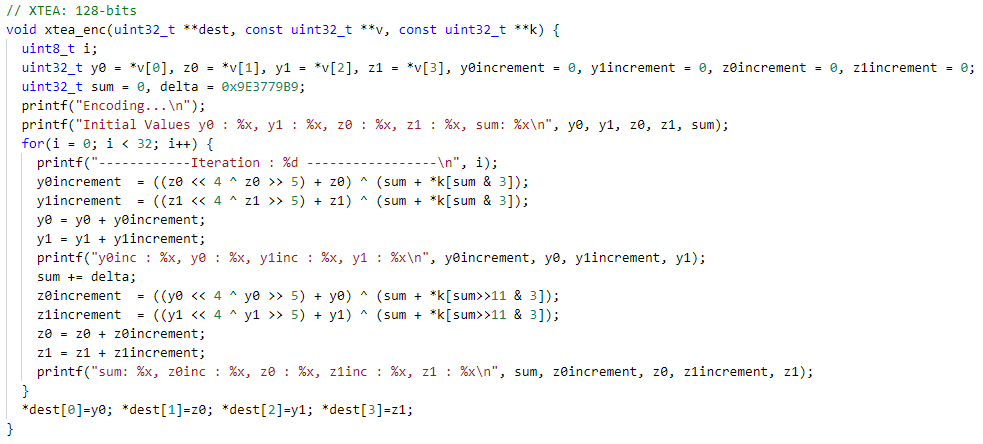 // XTEA: 128-bits
void xtea_enc(uint32_t **dest, const uint32_t **v, const uint32_t **k) {
  uint8_t i;
  uint32_t y0 = *v[0], z0 = *v[1], y1 = *v[2], z1 = *v[3], y0increment = 0, y1increment = 0, z0increment = 0, z1increment = 0;
  uint32_t sum = 0, delta = 0x9E3779B9;
  printf("Encoding...\n");
  printf("Initial Values y0 : %x, y1 : %x, z0 : %x, z1 : %x, sum: %x\n", y0, y1, z0, z1, sum);
  for(i = 0; i < 32; i++) {
    printf("------------Iteration : %d -----------------\n", i);
    y0increment  = ((z0 << 4 ^ z0 >> 5) + z0) ^ (sum + *k[sum & 3]);
    y1increment  = ((z1 << 4 ^ z1 >> 5) + z1) ^ (sum + *k[sum & 3]);
    y0 = y0 + y0increment;
    y1 = y1 + y1increment;
    printf("y0inc : %x, y0 : %x, y1inc : %x, y1 : %x\n", y0increment, y0, y1increment, y1);
    sum += delta;
    z0increment  = ((y0 << 4 ^ y0 >> 5) + y0) ^ (sum + *k[sum>>11 & 3]);
    z1increment  = ((y1 << 4 ^ y1 >> 5) + y1) ^ (sum + *k[sum>>11 & 3]);
    z0 = z0 + z0increment;
    z1 = z1 + z1increment;
    printf("sum: %x, z0inc : %x, z0 : %x, z1inc : %x, z1 : %x\n", sum, z0increment, z0, z1increment, z1);
  }
  *dest[0]=y0; *dest[1]=z0; *dest[2]=y1; *dest[3]=z1;
}